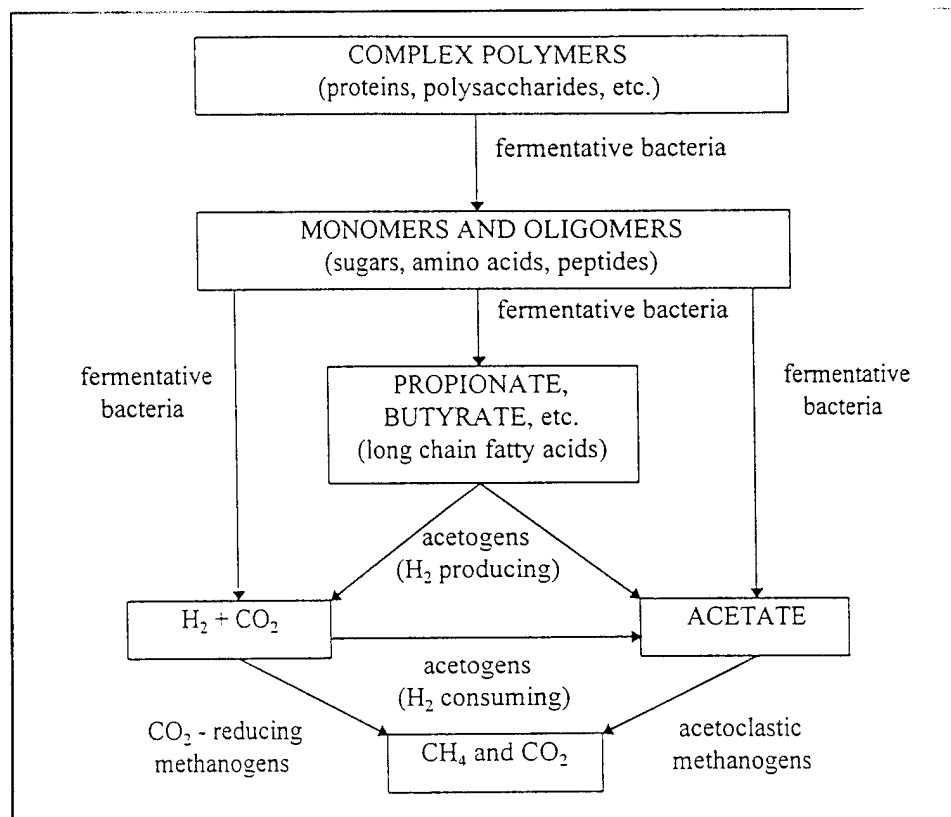 COMPLEX POLYMERS
(proteins, polysaccharides, etc.)
fermentative bacteria
MONOMERS AND OLIGOMERS
(sugars, amino acids, peptides)
fermentative bacteria
fermentative
bacteria
PROPIONATE,
BUTYRATE, etc.
(long chain fatty acids)
fermentative
bacteria
acetogens
(H₂ producing)
H₂ + CO₂
ACETATE
acetogens
(H₂ consuming)
CO₂ - reducing
methanogens
CH₄ and CO₂
acetoclastic
methanogens